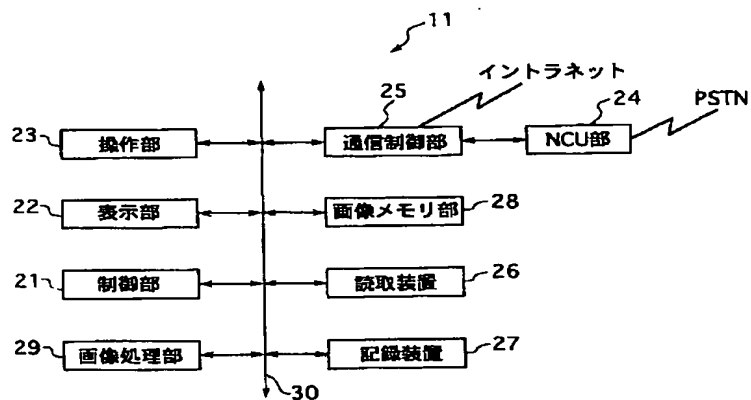 11
イントラネット
25
24
PSTN
23
操作部
通信制御部
NCU部
22
表示部
画像メモリ部
28
21
制御部
読取装置
26
29
画像処理部
記録装置
27
30